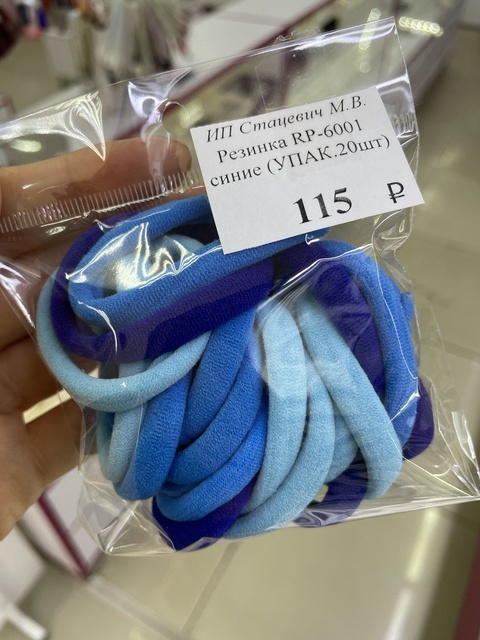 ИП Стацевич М.В.
Резинка RP-6001
синие (УПАК.20шт)
115 ₽